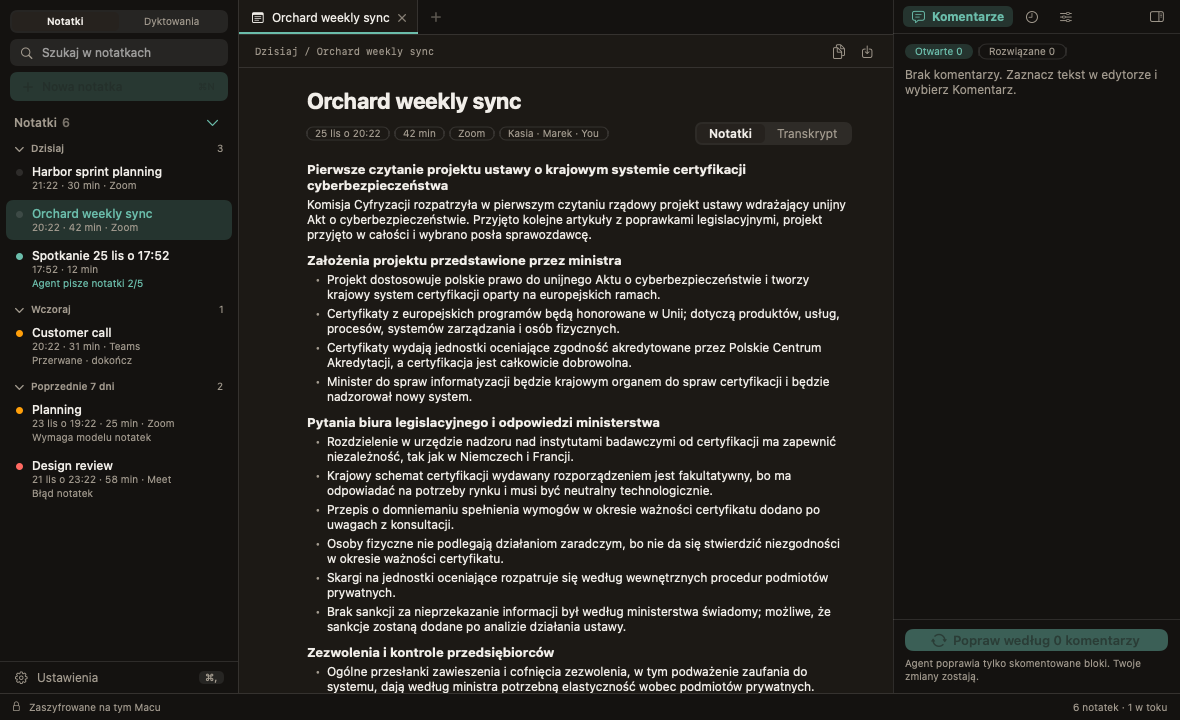 Notatki
Dyktowania
Szukaj w notatkach
+ Nowa notatka ⌘N
Notatki 6
Dzisiaj 3
Harbor sprint planning
21:22 · 30 min · Zoom
Orchard weekly sync
20:22 · 42 min · Zoom
Spotkanie 25 lis o 17:52
17:52 · 12 min
Agent pisze notatki 2/5
Wczoraj 1
Customer call
20:22 · 31 min · Teams
Przerwane · dokończ
Poprzednie 7 dni 2
Planning
23 lis o 19:22 · 25 min · Zoom
Wymaga modelu notatek
Design review
21 lis o 23:22 · 58 min · Meet
Błąd notatek
Ustawienia ⌘,
Zaszyfrowane na tym Macu
Orchard weekly sync
Dzisiaj / Orchard weekly sync
Orchard weekly sync
25 lis o 20:22
42 min
Zoom
Kasia · Marek · You
Notatki
Transkrypt
Pierwsze czytanie projektu ustawy o krajowym systemie certyfikacji
cyberbezpieczeństwa
Komisja Cyfryzacji rozpatrzyła w pierwszym czytaniu rządowy projekt ustawy wdrażający unijny
Akt o cyberbezpieczeństwie. Przyjęto kolejne artykuły z poprawkami legislacyjnymi, projekt
przyjęto w całości i wybrano posła sprawozdawcę.
Założenia projektu przedstawione przez ministra
• Projekt dostosowuje polskie prawo do unijnego Aktu o cyberbezpieczeństwie i tworzy
krajowy system certyfikacji oparty na europejskich ramach.
• Certyfikaty z europejskich programów będą honorowane w Unii; dotyczą produktów, usług,
procesów, systemów zarządzania i osób fizycznych.
• Certyfikaty wydają jednostki oceniające zgodność akredytowane przez Polskie Centrum
Akredytacji, a certyfikacja jest całkowicie dobrowolna.
• Minister do spraw informatyzacji będzie krajowym organem do spraw certyfikacji i będzie
nadzorował nowy system.
Pytania biura legislacyjnego i odpowiedzi ministerstwa
• Rozdzielenie w urzędzie nadzoru nad instytutami badawczymi od certyfikacji ma zapewnić
niezależność, tak jak w Niemczech i Francji.
• Krajowy schemat certyfikacji wydawany rozporządzeniem jest fakultatywny, bo ma
odpowiadać na potrzeby rynku i musi być neutralny technologicznie.
• Przepis o domniemaniu spełnienia wymogów w okresie ważności certyfikatu dodano po
uwagach z konsultacji.
• Osoby fizyczne nie podlegają działaniom zaradczym, bo nie da się stwierdzić niezgodności
w okresie ważności certyfikatu.
• Skargi na jednostki oceniające rozpatruje się według wewnętrznych procedur podmiotów
prywatnych.
• Brak sankcji za nieprzekazanie informacji był według ministerstwa świadomy; możliwe, że
sankcje zostaną dodane po analizie działania ustawy.
Zezwolenia i kontrole przedsiębiorców
• Ogólne przesłanki zawieszenia i cofnięcia zezwolenia, w tym podważenie zaufania do
systemu, dają według ministra potrzebną elastyczność wobec podmiotów prywatnych.
Komentarze
Otwarte 0
Rozwiązane 0
Brak komentarzy. Zaznacz tekst w edytorze i
wybierz Komentarz.
Popraw według 0 komentarzy
Agent poprawia tylko skomentowane bloki. Twoje
zmiany zostają.
6 notatek · 1 w toku